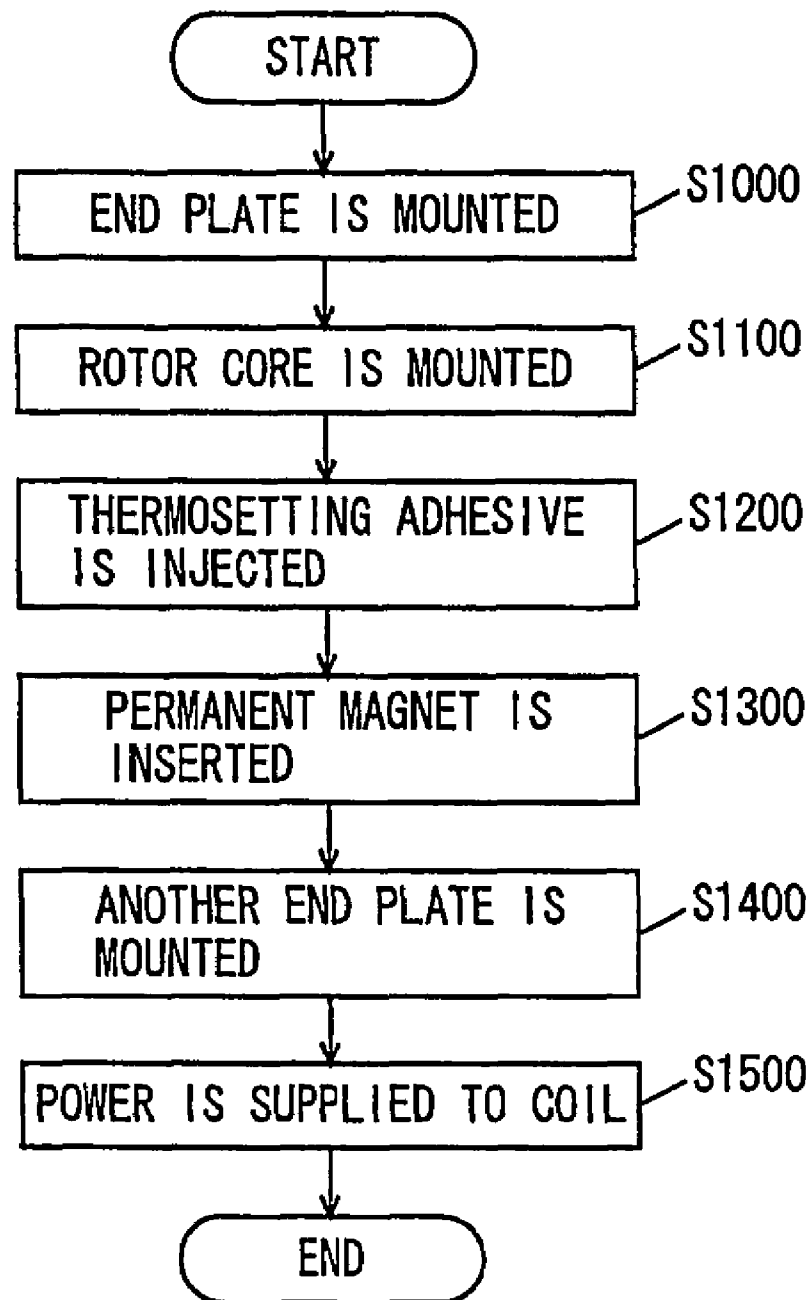 START
END PLATE IS MOUNTED
S1000
ROTOR CORE IS MOUNTED
S1100
THERMOSETTING ADHESIVE
IS INJECTED
S1200
PERMANENT MAGNET IS
INSERTED
S1300
ANOTHER END PLATE IS
MOUNTED
S1400
POWER IS SUPPLIED TO COIL
S1500
END